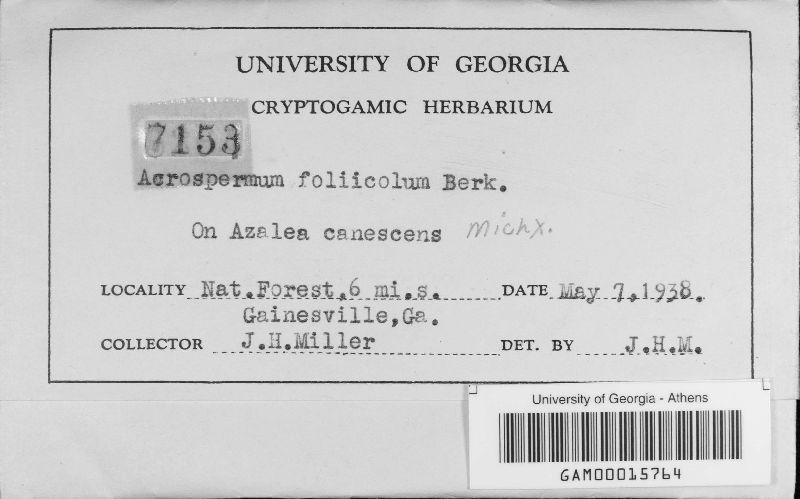 UNIVERSITY OF GEORGIA
CRYPTOGAMIC HERBARIUM
7153
Acrospermum foliicolum Berk.
On Azalea canescens Michx.
LOCALITY Nat.Forest,6 mi.s. DATE May 7,1938.
Gainesville,Ga.
COLLECTOR J.H.Miller DET. BY J.H.M.
University of Georgia - Athens
GAM00015764